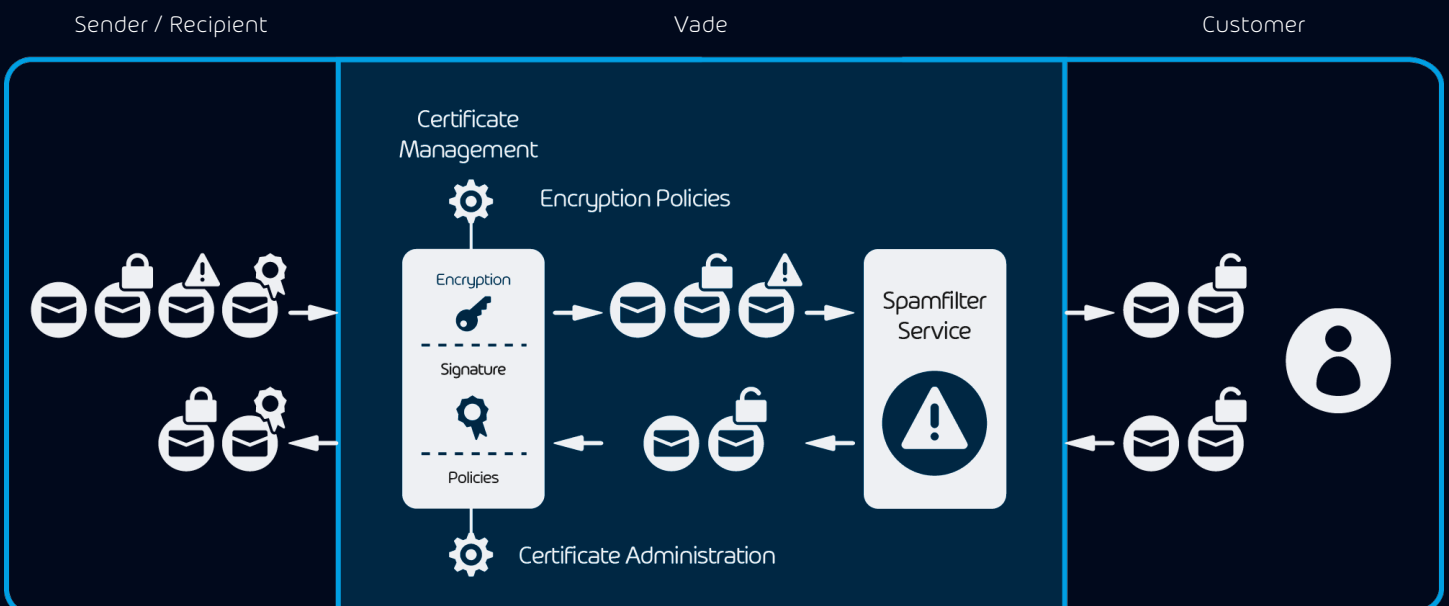 Sender / Recipient
Vade
Customer
Certificate
Management
Encryption Policies
Encryption
Signature
Policies
Spamfilter
Service
Certificate Administration